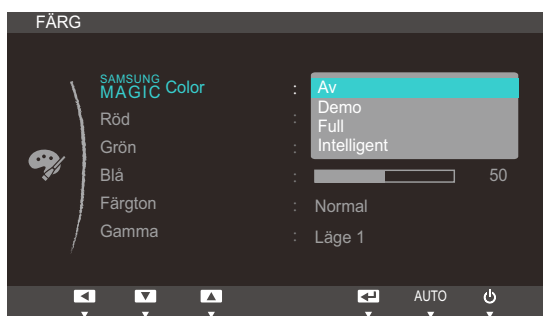 FÄRG
SAMSUNG MAGIC Color : Av
Demo
Röd :
Full
Grön : Intelligent
Blå : 50
Färgton : Normal
Gamma : Läge 1
AUTO